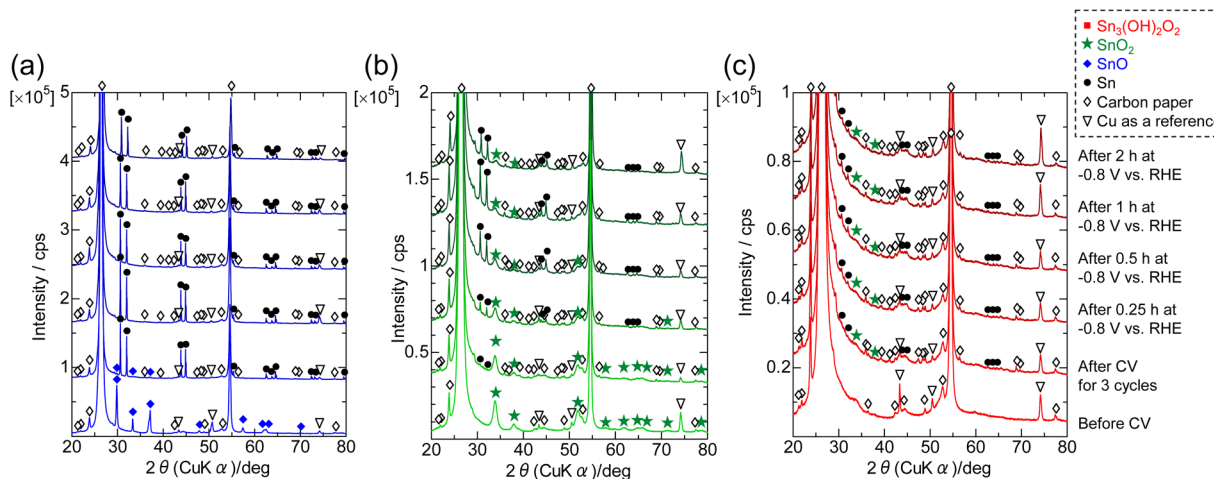 (a)
[×10⁵]
5
4
3
2
1
Intensity / cps
20 30 40 50 60 70 80
2 θ (CuK α)/deg
(b)
[×10⁵]
2
1.5
1
0.5
Intensity / cps
20 30 40 50 60 70 80
2 θ (CuK α)/deg
(c)
[×10⁵]
1
0.8
0.6
0.4
0.2
Intensity / cps
20 30 40 50 60 70 80
2 θ (CuK α)/deg
Sn₃(OH)₂O₂
SnO₂
SnO
Sn
Carbon paper
Cu as a reference
After 2 h at
-0.8 V vs. RHE
After 1 h at
-0.8 V vs. RHE
After 0.5 h at
-0.8 V vs. RHE
After 0.25 h at
-0.8 V vs. RHE
After CV
for 3 cycles
Before CV